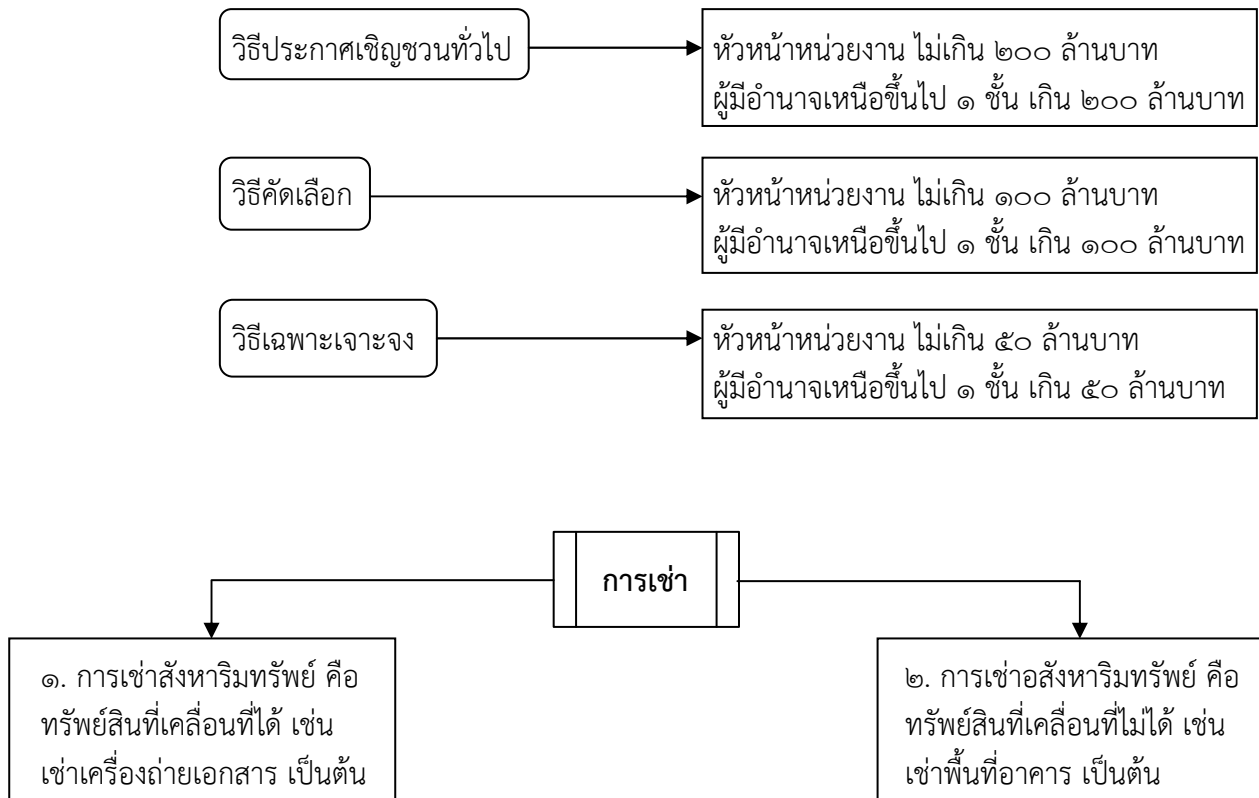 วิธีประกาศเชิญชวนทั่วไป
หัวหน้าหน่วยงาน ไม่เกิน ๒๐๐ ล้านบาท
ผู้มีอำนาจเหนือขึ้นไป ๑ ชั้น เกิน ๒๐๐ ล้านบาท
วิธีคัดเลือก
หัวหน้าหน่วยงาน ไม่เกิน ๑๐๐ ล้านบาท
ผู้มีอำนาจเหนือขึ้นไป ๑ ชั้น เกิน ๑๐๐ ล้านบาท
วิธีเฉพาะเจาะจง
หัวหน้าหน่วยงาน ไม่เกิน ๕๐ ล้านบาท
ผู้มีอำนาจเหนือขึ้นไป ๑ ชั้น เกิน ๕๐ ล้านบาท
การเช่า
๑. การเช่าสังหาริมทรัพย์ คือ
ทรัพย์สินที่เคลื่อนที่ได้ เช่น
เช่าเครื่องถ่ายเอกสาร เป็นต้น
๒. การเช่าอสังหาริมทรัพย์ คือ
ทรัพย์สินที่เคลื่อนที่ไม่ได้ เช่น
เช่าพื้นที่อาคาร เป็นต้น